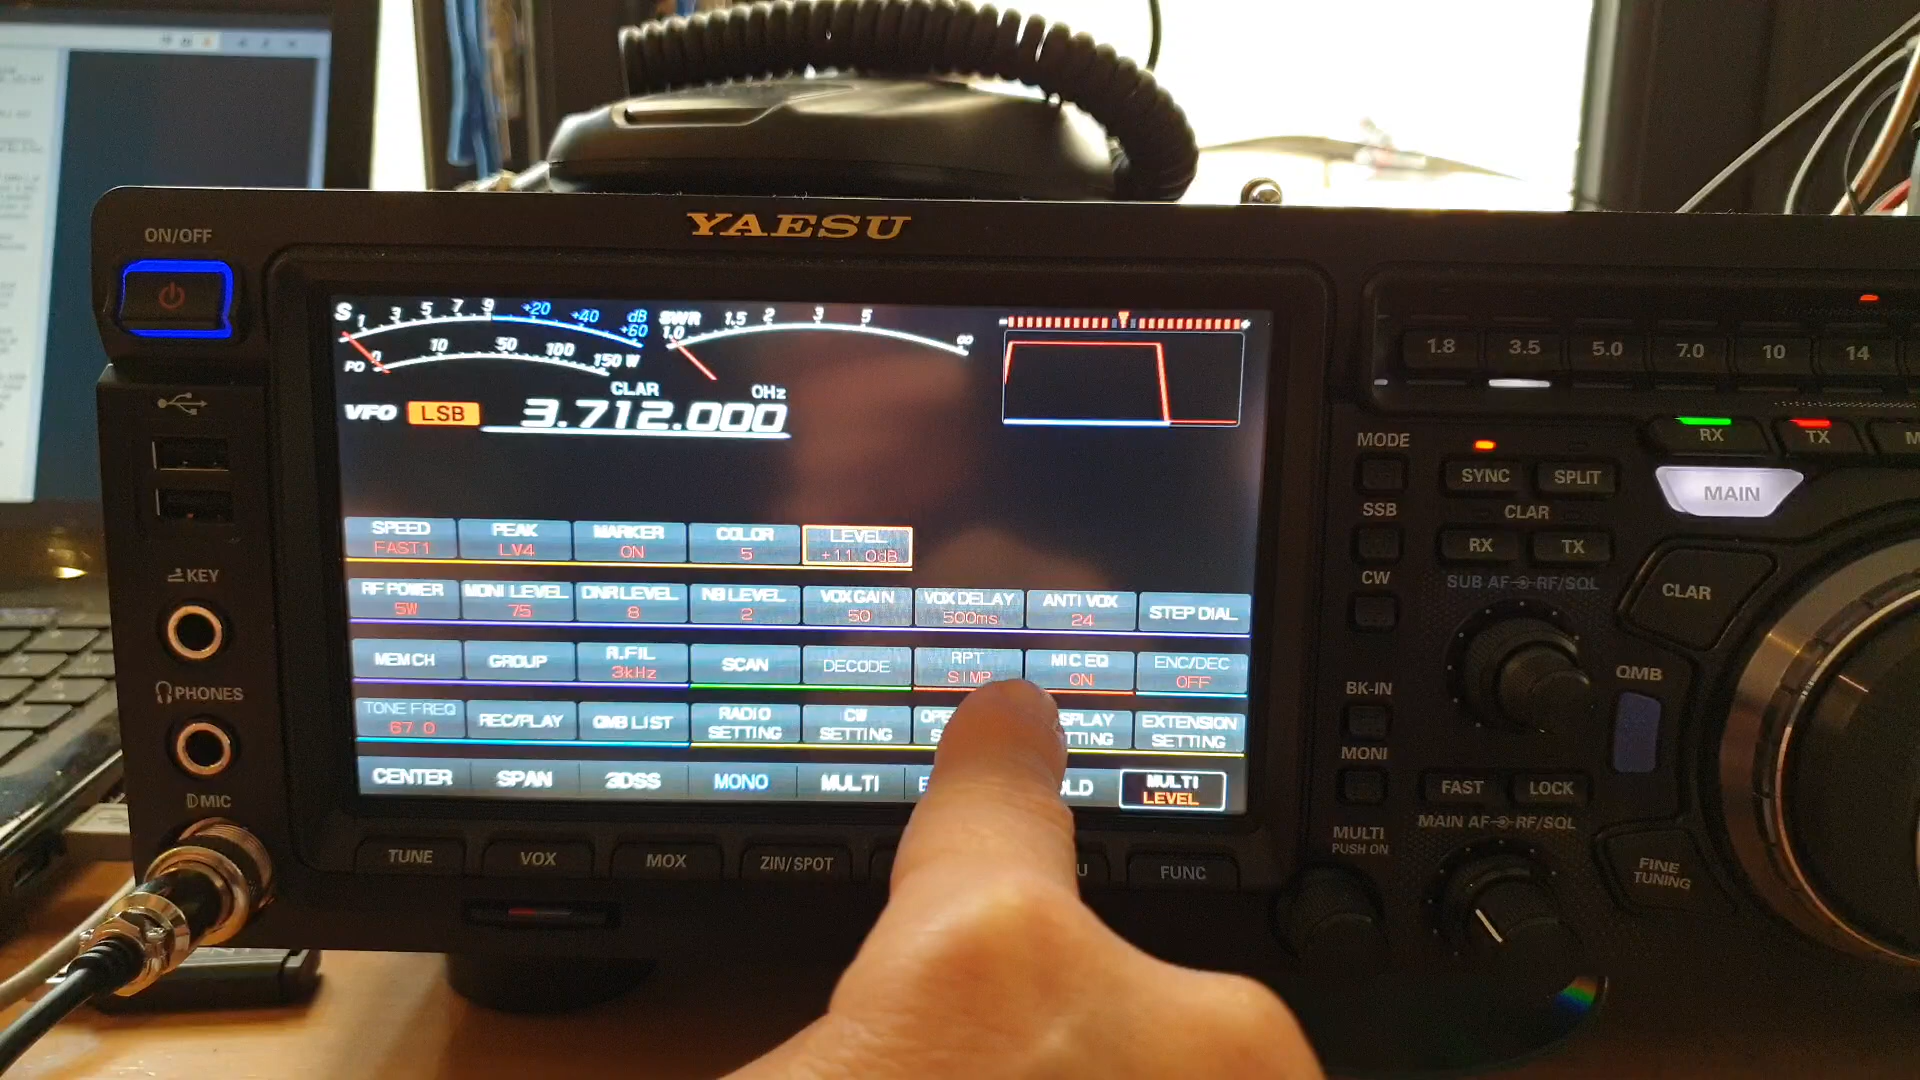 YAESU
ON/OFF
S 1 3 5 7 9 +20 +40 dB +60
SWR 1.0 1.5 2 3 5 ∞
PO 0 10 50 100 150 W
CLAR 0Hz
VFO LSB 3.712.000
SPEED PEAK MARKER COLOR LEVEL
FAST1 LV4 ON 5 +11.0dB
RF POWER MONI LEVEL DNR LEVEL NB LEVEL VOX GAIN VOX DELAY ANTI VOX STEP DIAL
5W 75 8 2 50 500ms 24
MEM CH GROUP R.FIL SCAN DECODE RPT MIC EQ ENC/DEC
3kHz SIMP ON OFF
TONE FREQ REC/PLAY QMB LIST RADIO CW EXTENSION
67.0 SETTING SETTING SETTING
CENTER SPAN 3DSS MONO MULTI MULTI
LEVEL
KEY
PHONES
MIC
TUNE VOX MOX ZIN/SPOT FUNC
1.8 3.5 5.0 7.0 10 14
RX TX
MODE
SYNC SPLIT
MAIN
SSB
CLAR
RX TX
CW
SUB AF RF/SQL
CLAR
QMB
BK-IN
MONI
FAST LOCK
MAIN AF RF/SQL
MULTI
PUSH ON
FINE
TUNING